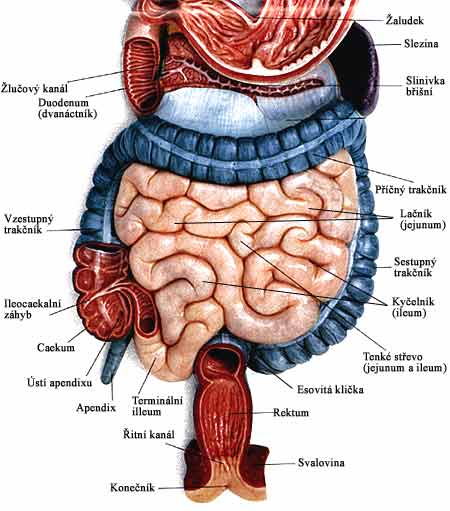 Žaludek
Slezina
Slinivka
břišní
Žlučový kanál
Duodenum
(dvanáctník)
Příčný trakčník
Vzestupný
trakčník
Lačník
(jejunum)
Sestupný
trakčník
Ileocaekalní
záhyb
Kyčelník
(ileum)
Caekum
Tenké střevo
(jejunum a ileum)
Ústí apendixu
Apendix
Terminální
illeum
Esovitá klička
Rektum
Řitní kanál
Svalovina
Konečník